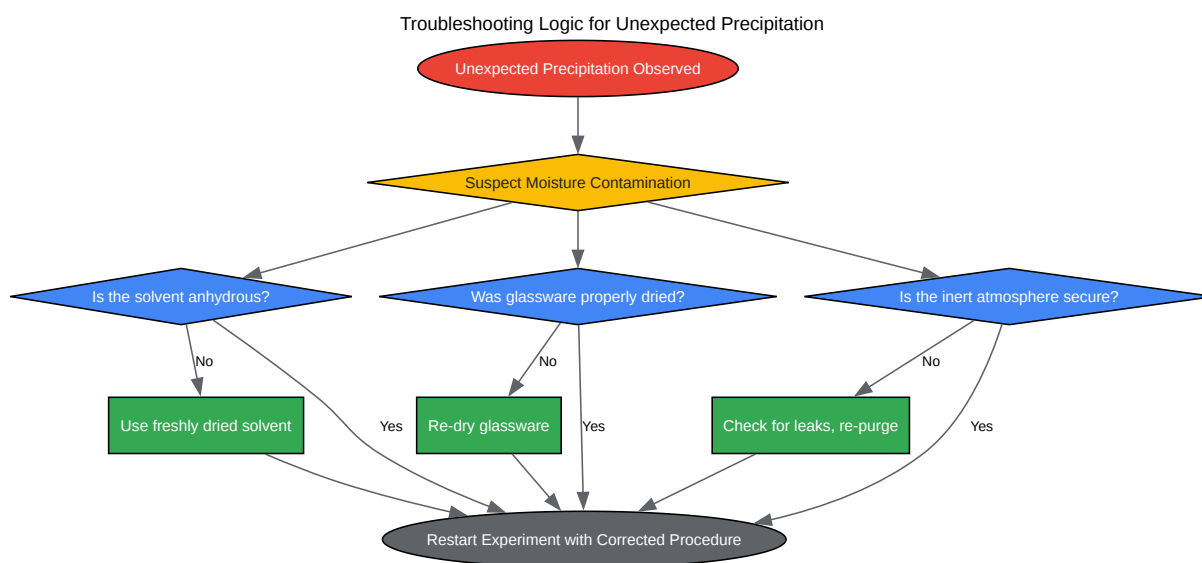 Troubleshooting Logic for Unexpected Precipitation
Unexpected Precipitation Observed
Suspect Moisture Contamination
Is the solvent anhydrous?
Was glassware properly dried?
Is the inert atmosphere secure?
No
No
No
Use freshly dried solvent
Yes
Re-dry glassware
Yes
Check for leaks, re-purge
Yes
Restart Experiment with Corrected Procedure